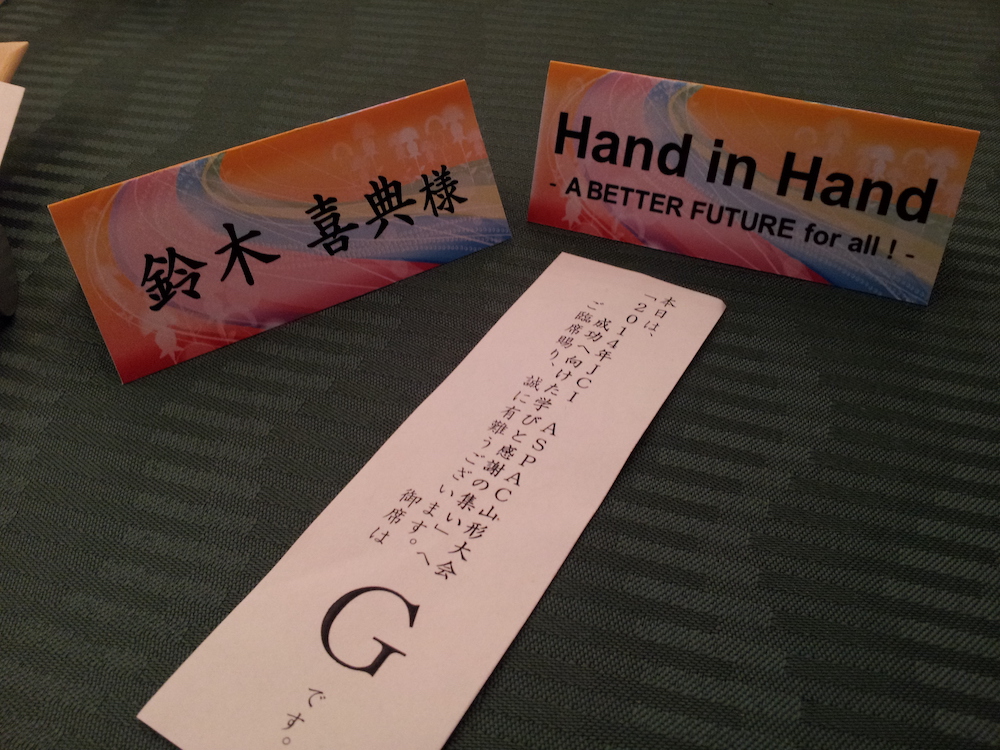 鈴木 喜典様
Hand in Hand
- A BETTER FUTURE for all ! -
本日は、
「2014年JCI ASPAC山形大会
成功へ向けた学びと感謝の集い」へ
ご臨席賜り、誠に有難うございます。
御席は
G
です。